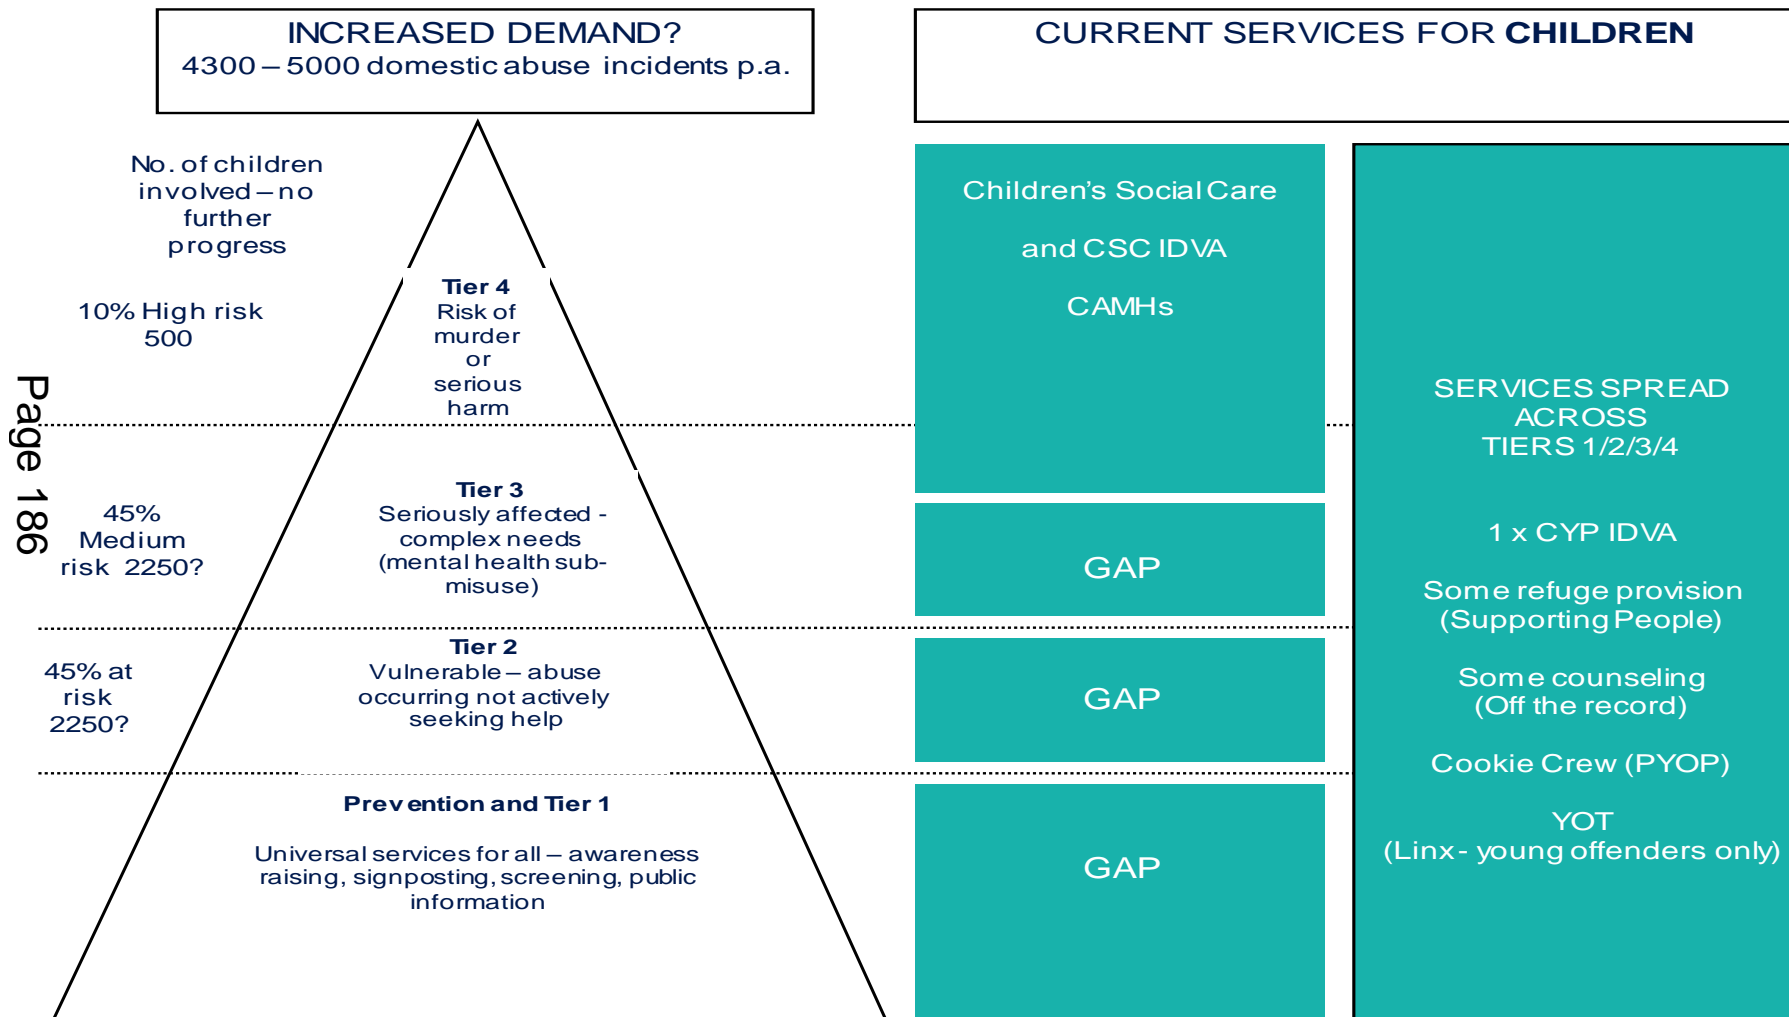 INCREASED DEMAND?
4300 – 5000 domestic abuse incidents p.a.
CURRENT SERVICES FOR CHILDREN
No. of children
involved – no
further
progress
10% High risk
500
Tier 4
Risk of
murder
or
serious
harm
Children's Social Care
and CSC IDVA
CAMHs
Page 186
45%
Medium
risk 2250?
Tier 3
Seriously affected -
complex needs
(mental health sub-
misuse)
GAP
45% at
risk
2250?
Tier 2
Vulnerable – abuse
occurring not actively
seeking help
GAP
Prevention and Tier 1
Universal services for all – awareness
raising, signposting, screening, public
information
GAP
SERVICES SPREAD
ACROSS
TIERS 1/2/3/4
1 x CYP IDVA
Some refuge provision
(Supporting People)
Some counseling
(Off the record)
Cookie Crew (PYOP)
YOT
(Linx - young offenders only)